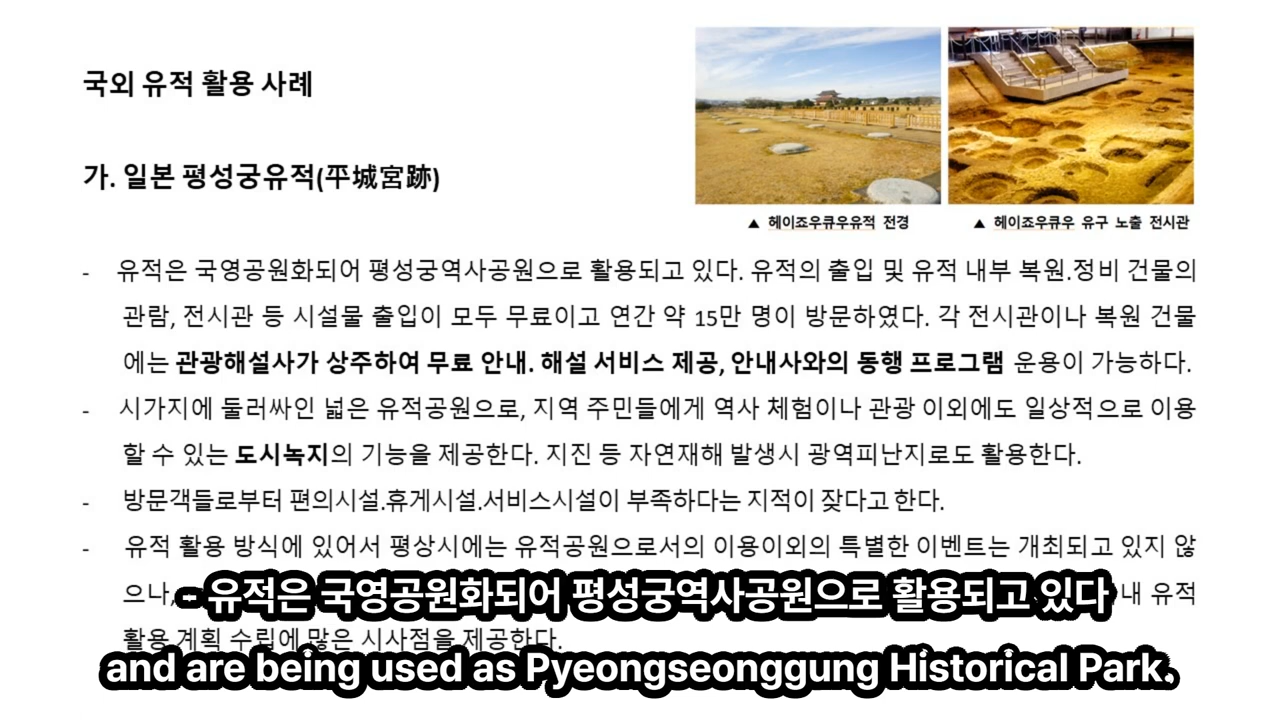 국외 유적 활용 사례
가. 일본 평성궁유적(平城宮跡)
▲ 헤이죠우큐우유적 전경
▲ 헤이죠우큐우 유구 노출 전시관
- 유적은 국영공원화되어 평성궁역사공원으로 활용되고 있다. 유적의 출입 및 유적 내부 복원.정비 건물의
관람, 전시관 등 시설물 출입이 모두 무료이고 연간 약 15만 명이 방문하였다. 각 전시관이나 복원 건물
에는 관광해설사가 상주하여 무료 안내. 해설 서비스 제공, 안내사와의 동행 프로그램 운용이 가능하다.
- 시가지에 둘러싸인 넓은 유적공원으로, 지역 주민들에게 역사 체험이나 관광 이외에도 일상적으로 이용
할 수 있는 도시녹지의 기능을 제공한다. 지진 등 자연재해 발생시 광역피난지로도 활용한다.
- 방문객들로부터 편의시설.휴게시설.서비스시설이 부족하다는 지적이 잦다고 한다.
- 유적 활용 방식에 있어서 평상시에는 유적공원으로서의 이용이외의 특별한 이벤트는 개최되고 있지 않
으나, 내 유적
활용 계획 수립에 많은 시사점을 제공한다.
- 유적은 국영공원화되어 평성궁역사공원으로 활용되고 있다
and are being used as Pyeongseonggung Historical Park.